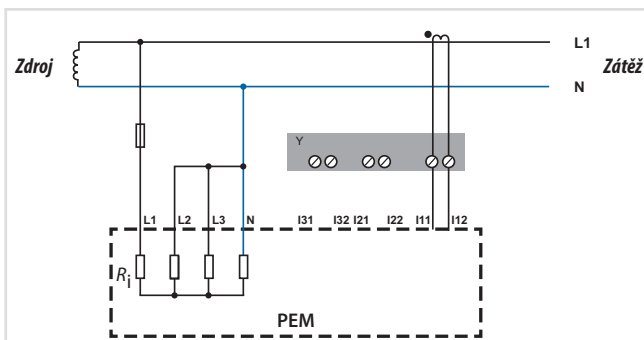 L1
Zdroj
Zátěž
N
Y
L1 L2 L3 N I31 I32 I21 I22 I11 I12
Ri
PEM